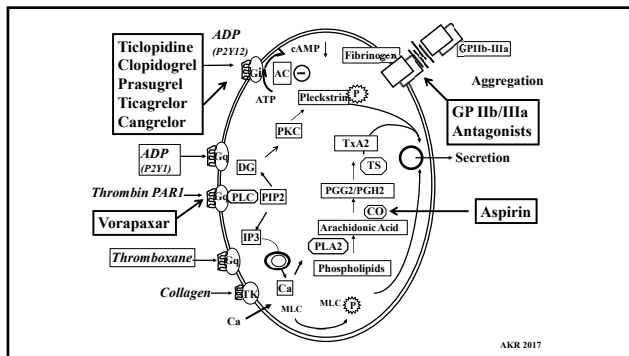 Ticlopidine
Clopidogrel
Prasugrel
Ticagrelor
Cangrelor
ADP
(P2Y12)
Gi
AC
cAMP
ATP
Fibrinogen
GPIIb-IIIa
Aggregation
GP IIb/IIIa
Antagonists
Pleckstrin
P
PKC
ADP
(P2Y1)
Gq
DG
TxA2
TS
Secretion
Thrombin PAR1
Gq
PLC
PIP2
PGG2/PGH2
Vorapaxar
CO
Aspirin
Arachidonic Acid
IP3
PLA2
Thromboxane
Gq
Phospholipids
Collagen
TK
Ca
Ca
MLC
MLC
P
AKR 2017